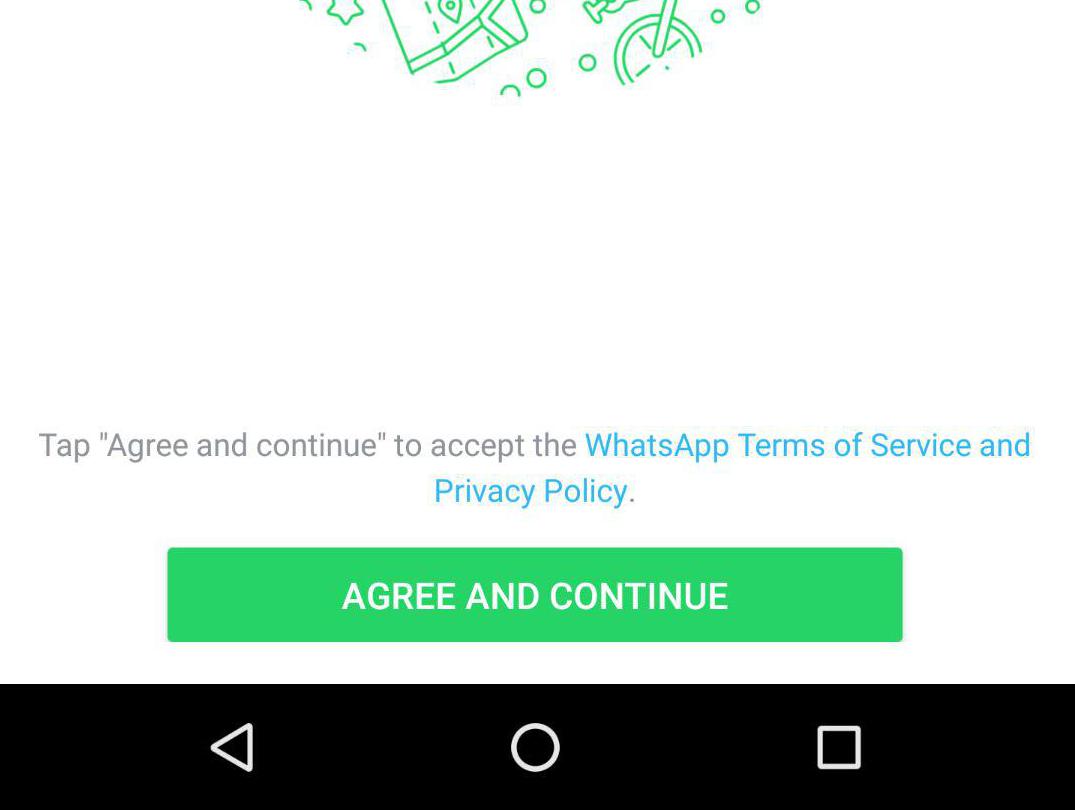 Tap "Agree and continue" to accept the WhatsApp Terms of Service and
Privacy Policy.
AGREE AND CONTINUE